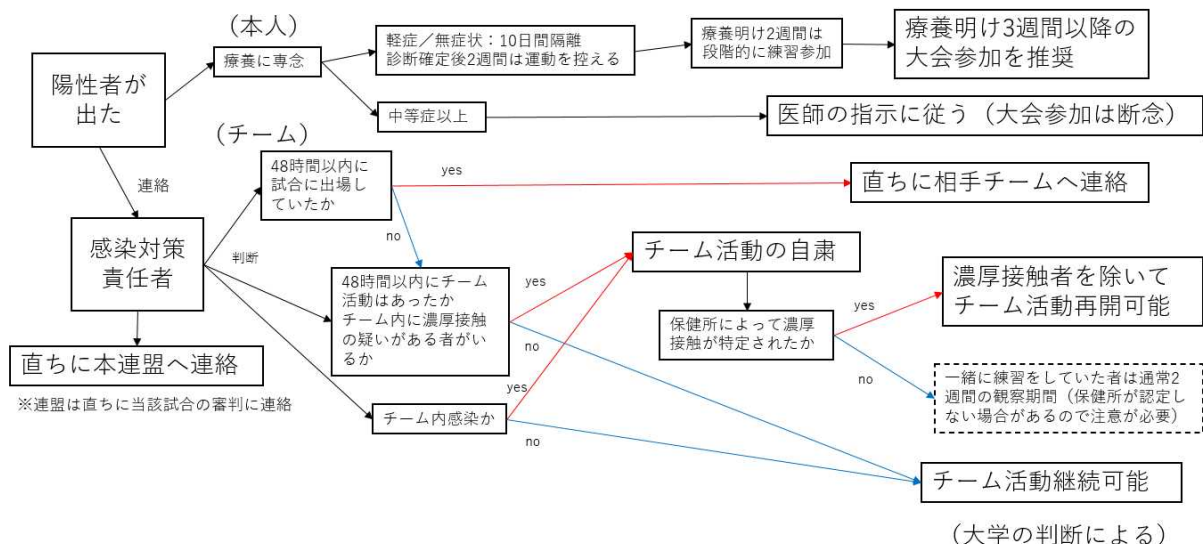 (本人)
陽性者が
出た
療養に専念
軽症／無症状：10日間隔離
診断確定後2週間は運動を控える
療養明け2週間は
段階的に練習参加
療養明け3週間以降の
大会参加を推奨
中等症以上
医師の指示に従う（大会参加は断念）
(チーム)
連絡
48時間以内に
試合に出場し
ていたか
yes
直ちに相手チームへ連絡
no
感染対策
責任者
判断
48時間以内にチーム
活動はあったか
チーム内に濃厚接触
の疑いがある者がい
るか
yes
no
チーム活動の自粛
保健所によって濃厚
接触が特定されたか
yes
濃厚接触者を除いて
チーム活動再開可能
no
一緒に練習をしていた者は通常2
週間の観察期間（保健所が認定し
ない場合があるので注意が必要）
直ちに本連盟へ連絡
※連盟は直ちに当該試合の審判に連絡
チーム内感染か
yes
no
チーム活動継続可能
(大学の判断による)